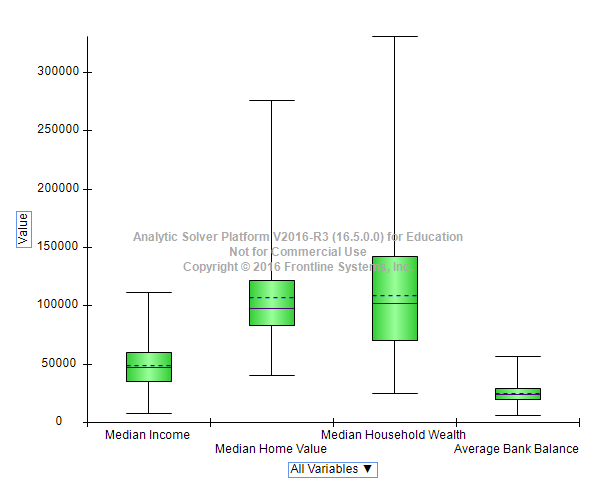 300000
250000
200000
Value
150000
Analytic Solver Platform V2016-R3 (16.5.0.0) for Education
Not for Commercial Use
Copyright © 2016 Frontline Systems, Inc.
100000
50000
0
Median Income
Median Household Wealth
Median Home Value
Average Bank Balance
All Variables ▼